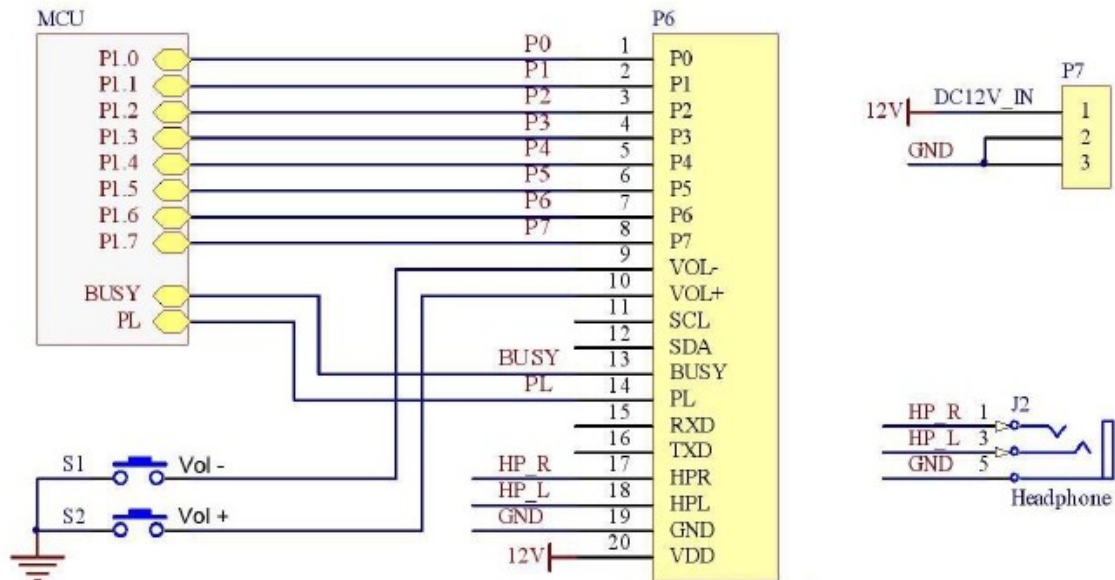 MCU
P6
P1.0 P0 1 P0
P1.1 P1 2 P1
P1.2 P2 3 P2
P1.3 P3 4 P3
P1.4 P4 5 P4
P1.5 P5 6 P5
P1.6 P6 7 P6
P1.7 P7 8 P7
9 VOL-
BUSY 10 VOL+
PL 11 SCL
12 SDA
BUSY 13 BUSY
PL 14 PL
15 RXD
16 TXD
S1 Vol - HP_R 17 HPR
HP_L 18 HPL
S2 Vol + GND 19 GND
12V 20 VDD
P7
12V DC12V_IN 1
2
GND 3
J2
HP_R 1
HP_L 3
GND 5
Headphone